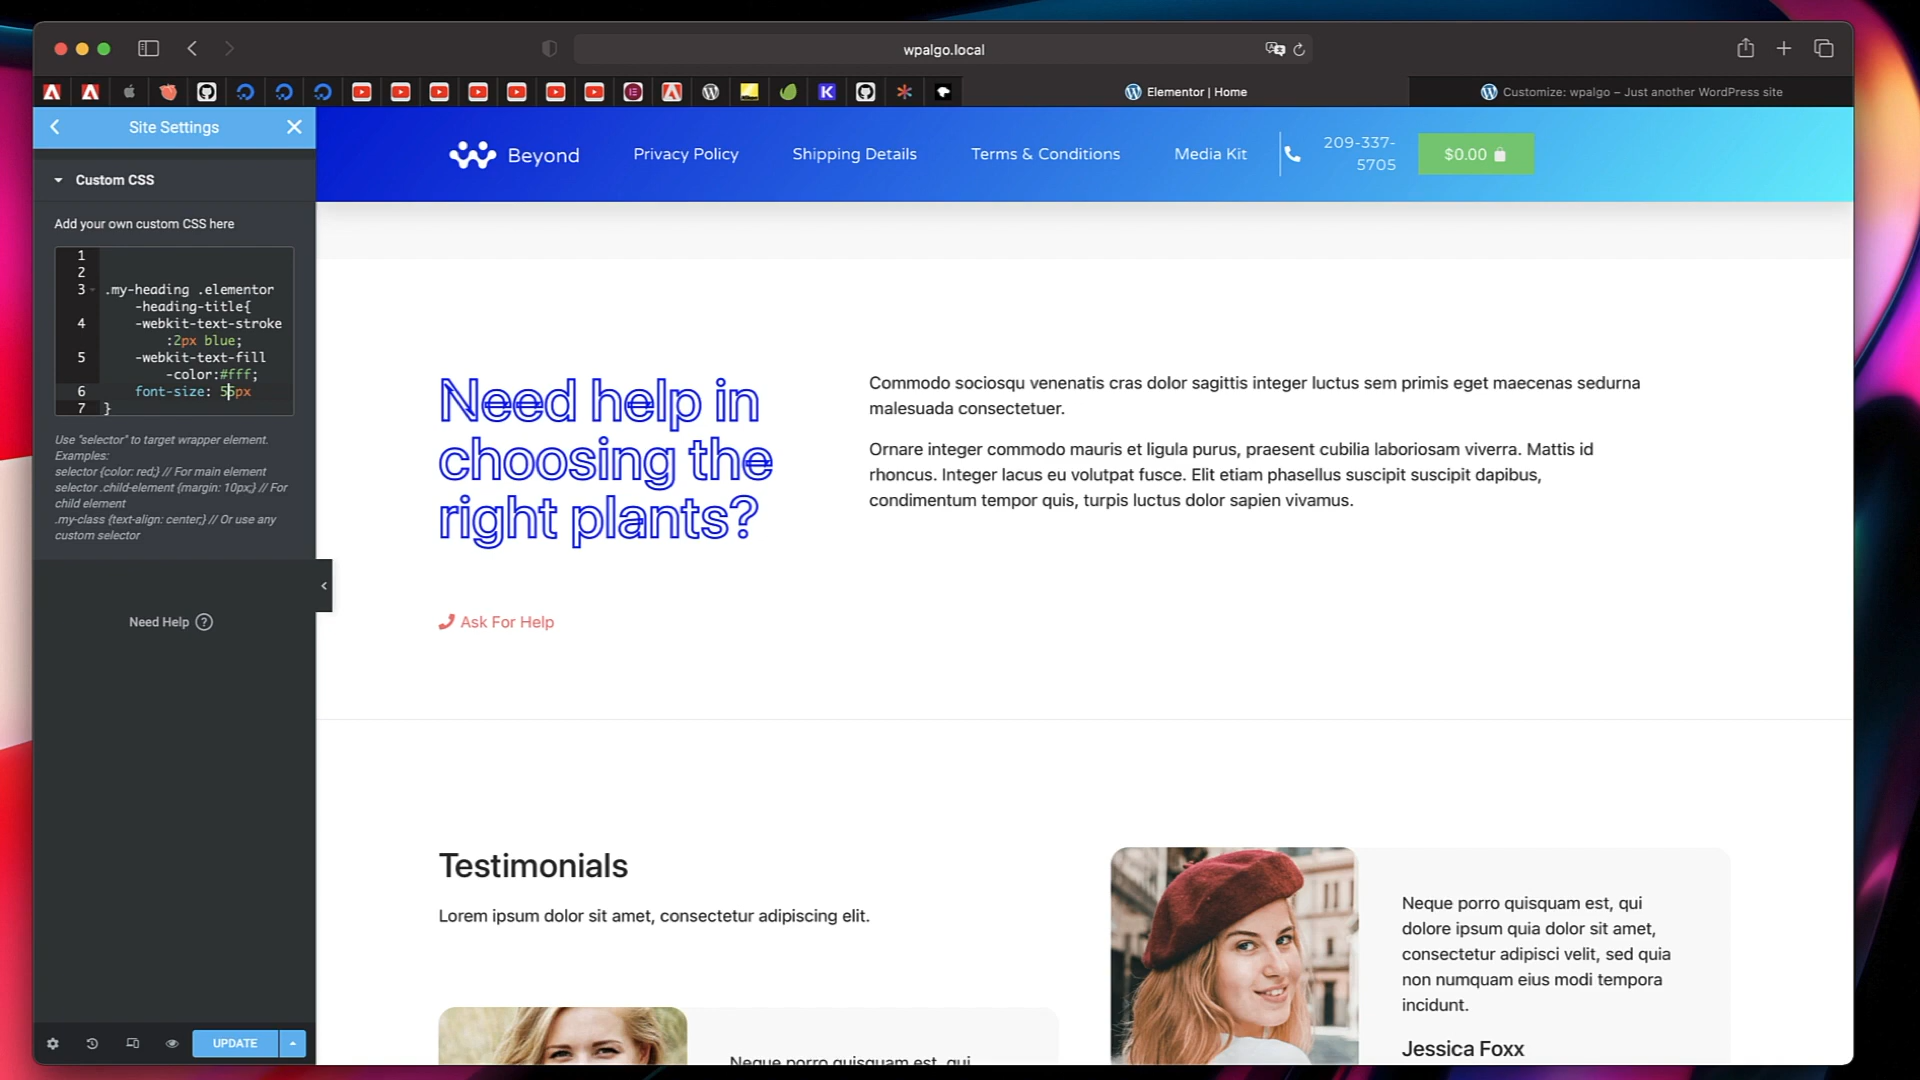 wpalgo.local
Elementor | Home
Customize: wpalgo – Just another WordPress site
Site Settings
Custom CSS
Add your own custom CSS here
1
2
3 .my-heading .elementor
-heading-title{
4 -webkit-text-stroke
:2px blue;
5 -webkit-text-fill
-color:#fff;
6 font-size: 55px
7 }
Use "selector" to target wrapper element.
Examples:
selector {color: red;} // For main element
selector .child-element {margin: 10px;} // For
child element
.my-class {text-align: center;} // Or use any
custom selector
Need Help ?
UPDATE
Beyond
Privacy Policy
Shipping Details
Terms & Conditions
Media Kit
209-337-
5705
$0.00
Need help in
choosing the
right plants?
Ask For Help
Commodo sociosqu venenatis cras dolor sagittis integer luctus sem primis eget maecenas sedurna
malesuada consectetuer.
Ornare integer commodo mauris et ligula purus, praesent cubilia laboriosam viverra. Mattis id
rhoncus. Integer lacus eu volutpat fusce. Elit etiam phasellus suscipit suscipit dapibus,
condimentum tempor quis, turpis luctus dolor sapien vivamus.
Testimonials
Lorem ipsum dolor sit amet, consectetur adipiscing elit.
Neque porro quisquam est, qui
Neque porro quisquam est, qui
dolore ipsum quia dolor sit amet,
consectetur adipisci velit, sed quia
non numquam eius modi tempora
incidunt.
Jessica Foxx